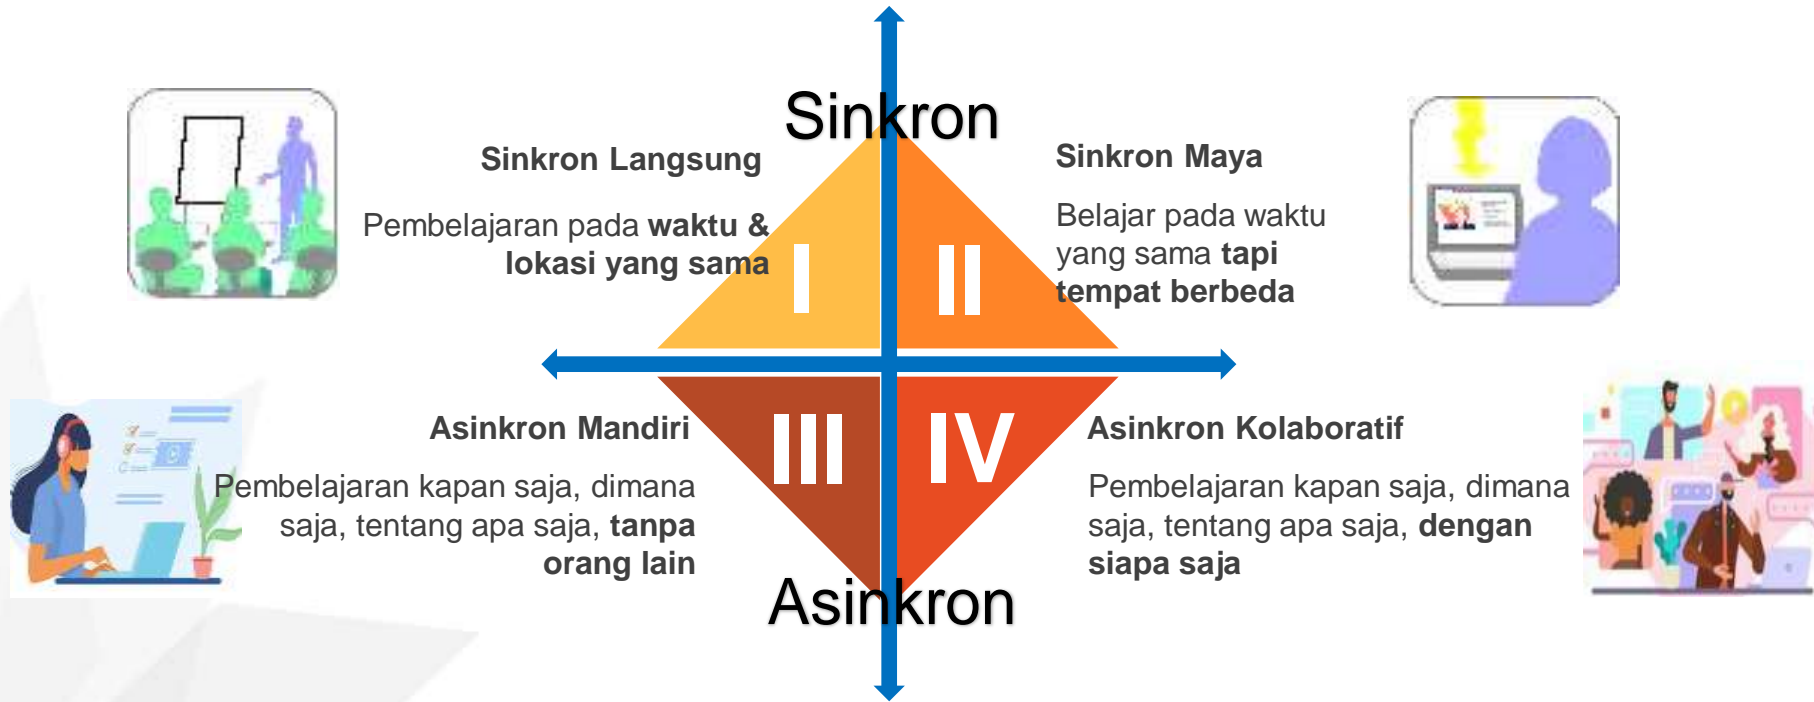 Sinkron
Sinkron Langsung
Pembelajaran pada waktu &
lokasi yang sama
I
II
Sinkron Maya
Belajar pada waktu
yang sama tapi
tempat berbeda
Asinkron Mandiri
Pembelajaran kapan saja, dimana
saja, tentang apa saja, tanpa
orang lain
III
IV
Asinkron Kolaboratif
Pembelajaran kapan saja, dimana
saja, tentang apa saja, dengan
siapa saja
Asinkron